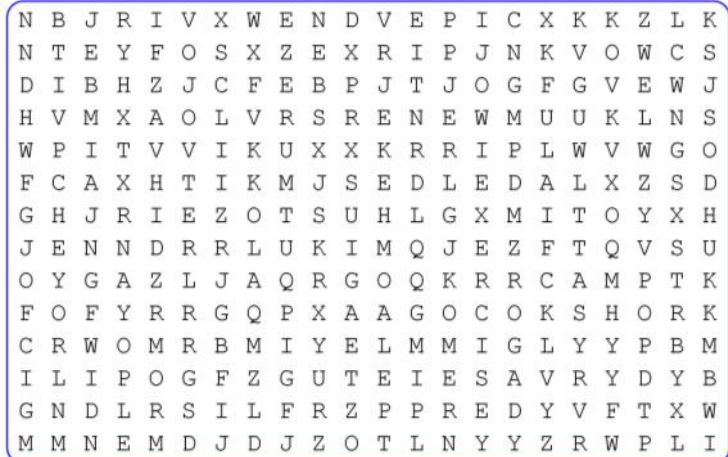 N B J R I V X W E N D V E P I C X K K Z L K
N T E Y F O S X Z E X R I P J N K V O W C S
D I B H Z J C F E B P J T J O G F G V E W J
H V M X A O L V R S R E N E W M U U K L N S
W P I T V V I K U X X K R R I P L W V W G O
F C A X H T I K M J S E D L E D A L X Z S D
G H J R I E Z O T S U H L G X M I T O Y X H
J E N N D R R L U K I M Q J E Z F T Q V S U
O Y G A Z L J A Q R G O Q K R R C A M P T K
F O F Y R R G Q P X A A G O C O K S H O R K
C R W O M R B M I Y E L M M I G L Y Y P B M
I L I P O G F Z G U T E I E S A V R Y D Y B
G N D L R S I L F R Z P P R E D Y V F T X W
M M N E M D J D J Z O T L N Y Y Z R W P L I